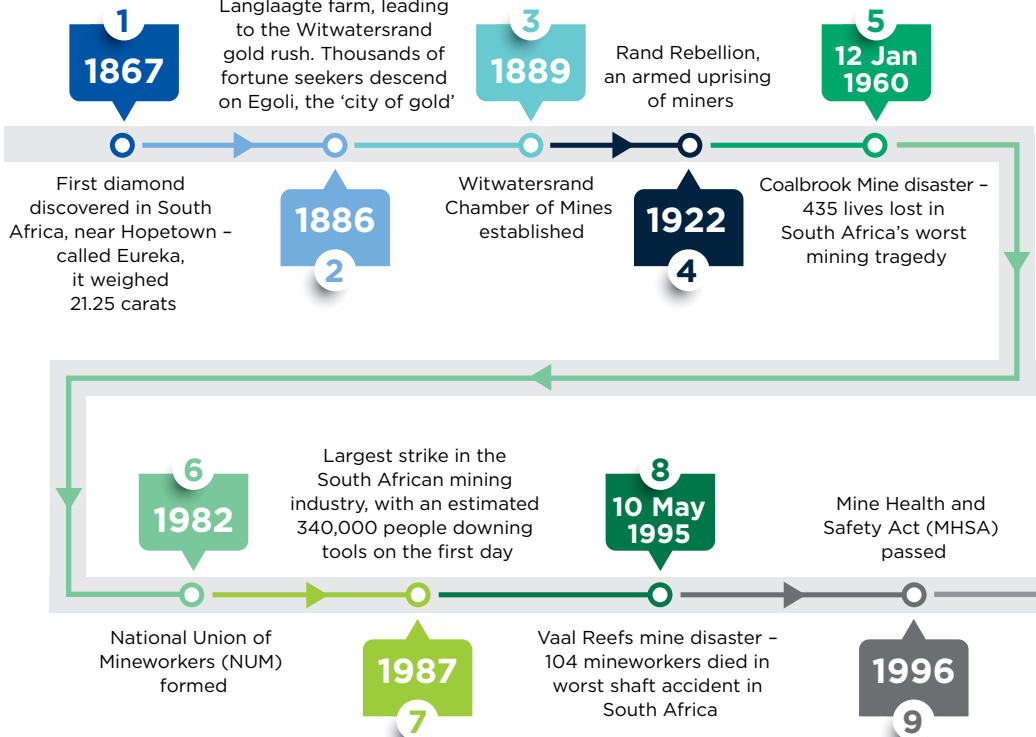 1
1867
First diamond
discovered in South
Africa, near Hopetown –
called Eureka,
it weighed
21.25 carats
Langlaagte farm, leading
to the Witwatersrand
gold rush. Thousands of
fortune seekers descend
on Egoli, the ‘city of gold’
1886
2
3
1889
Witwatersrand
Chamber of Mines
established
Rand Rebellion,
an armed uprising
of miners
1922
4
5
12 Jan
1960
Coalbrook Mine disaster –
435 lives lost in
South Africa’s worst
mining tragedy
6
1982
National Union of
Mineworkers (NUM)
formed
Largest strike in the
South African mining
industry, with an estimated
340,000 people downing
tools on the first day
1987
7
8
10 May
1995
Vaal Reefs mine disaster –
104 mineworkers died in
worst shaft accident in
South Africa
Mine Health and
Safety Act (MHSA)
passed
1996
9